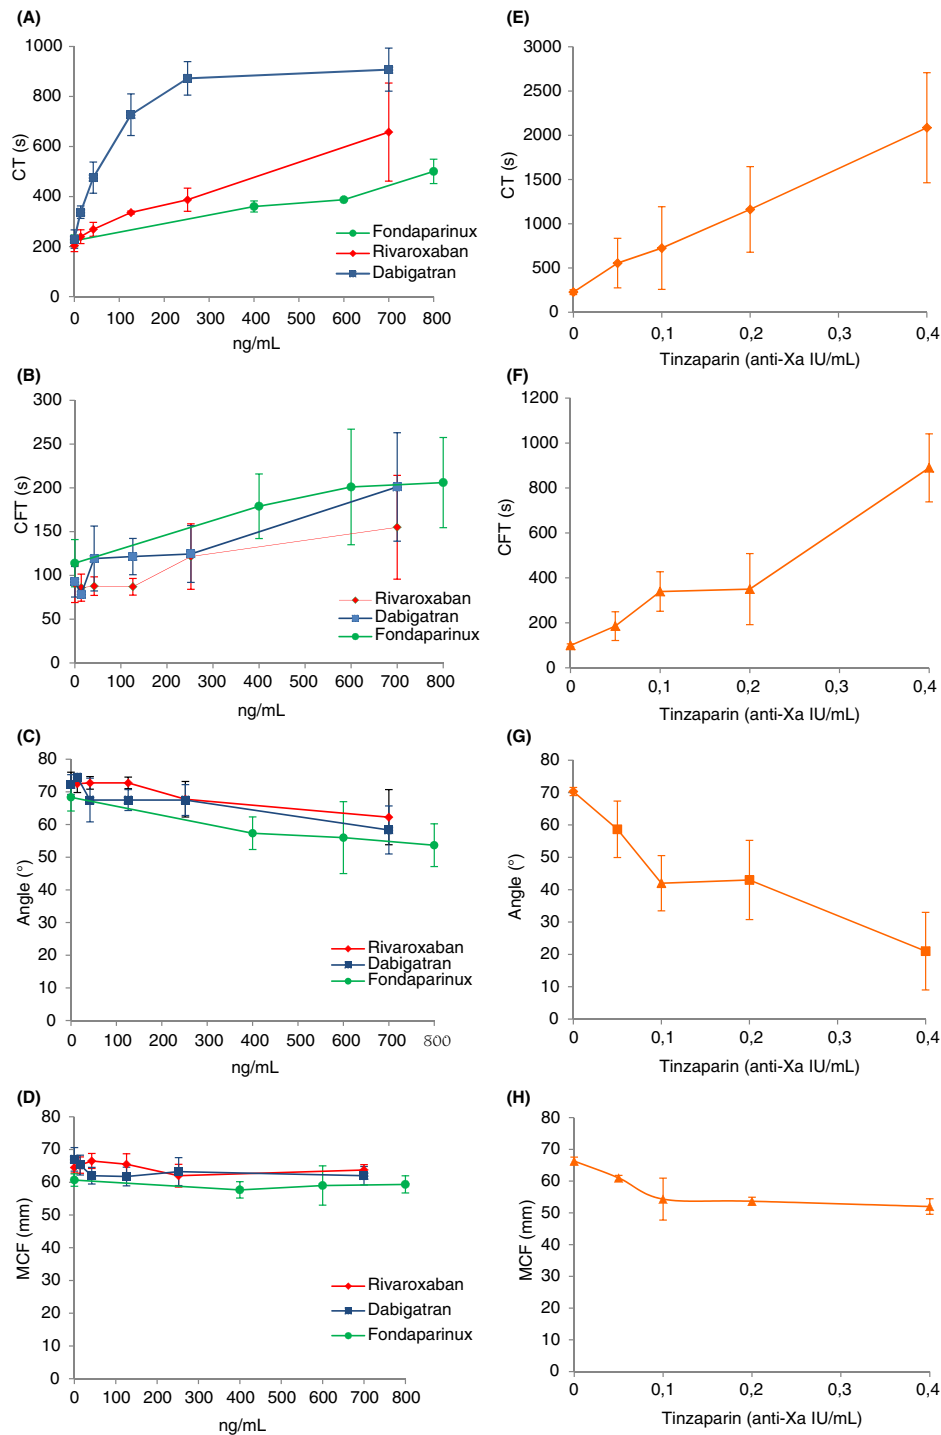 (A)
1000
800
600
400
200
0
CT (s)
Fondaparinux
Rivaroxaban
Dabigatran
0 100 200 300 400 500 600 700 800
ng/mL
(E)
3000
2500
2000
1500
1000
500
0
CT (s)
0 0,1 0,2 0,3 0,4
Tinzaparin (anti-Xa IU/mL)
(B)
300
250
200
150
100
50
0
CFT (s)
Rivaroxaban
Dabigatran
Fondaparinux
0 100 200 300 400 500 600 700 800
ng/mL
(F)
1200
1000
800
600
400
200
0
CFT (s)
0 0,1 0,2 0,3 0,4
Tinzaparin (anti-Xa IU/mL)
(C)
80
70
60
50
40
30
20
10
0
Angle (°)
Rivaroxaban
Dabigatran
Fondaparinux
0 100 200 300 400 500 600 700 800
ng/mL
(G)
80
70
60
50
40
30
20
10
0
Angle (°)
0 0,1 0,2 0,3 0,4
Tinzaparin (anti-Xa IU/mL)
(D)
80
70
60
50
40
30
20
10
0
MCF (mm)
Rivaroxaban
Dabigatran
Fondaparinux
0 100 200 300 400 500 600 700 800
ng/mL
(H)
80
70
60
50
40
30
20
10
0
MCF (mm)
0 0,1 0,2 0,3 0,4
Tinzaparin (anti-Xa IU/mL)